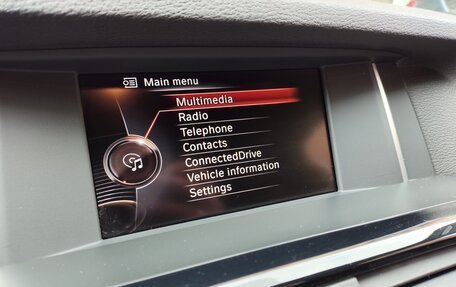 Main menu
Multimedia
Radio
Telephone
Contacts
ConnectedDrive
Vehicle information
Settings